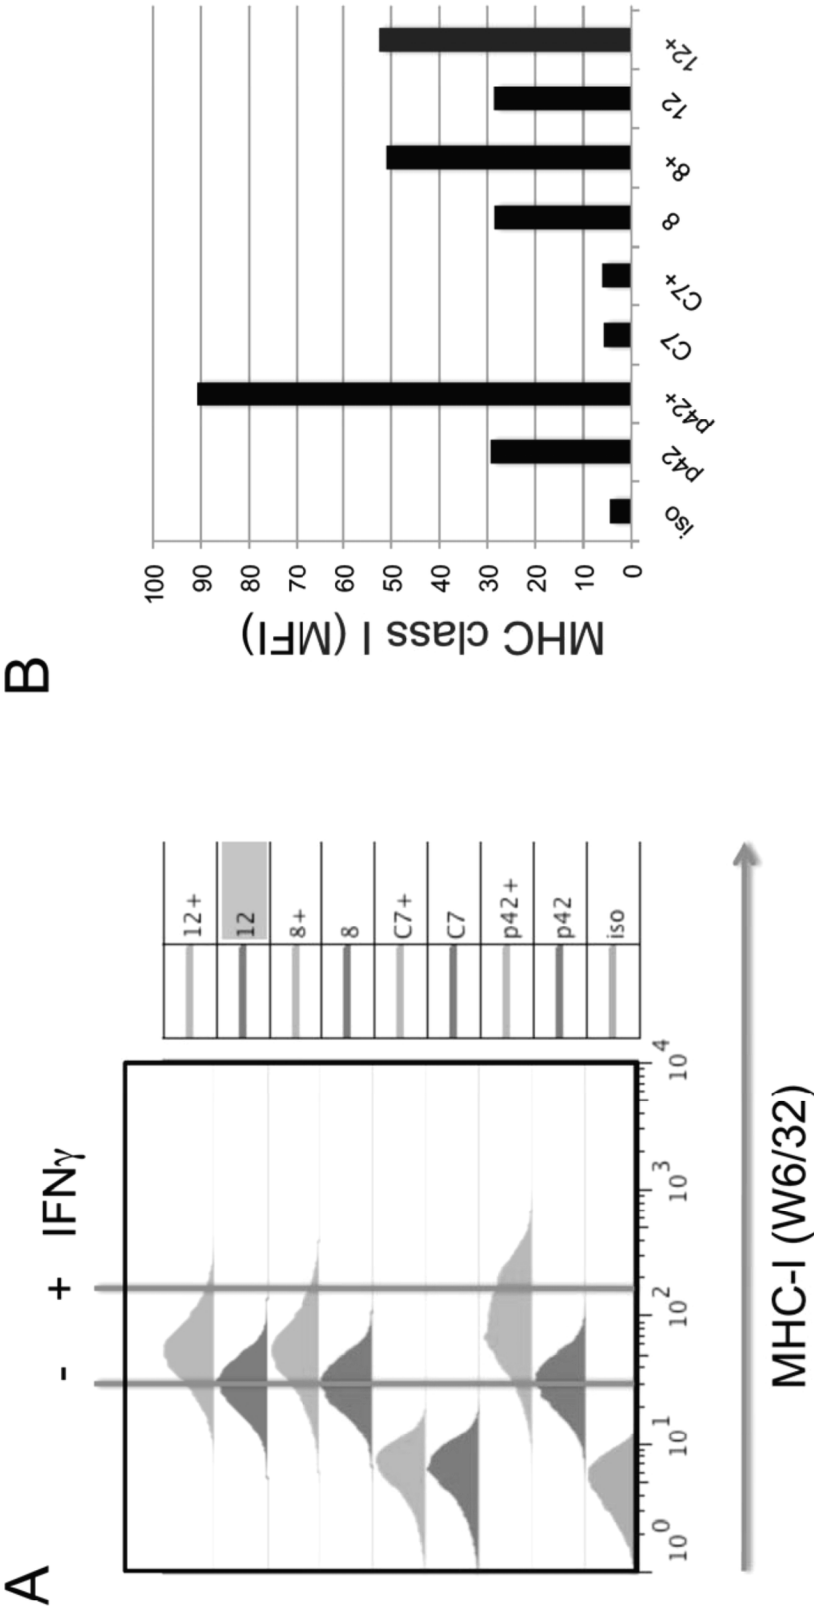 A
- + IFNγ
12+
12
8+
8
C7+
C7
p42+
p42
iso
10^0 10^1 10^2 10^3 10^4
MHC-I (W6/32)
B
MHC class I (MFI)
100
90
80
70
60
50
40
30
20
10
0
iso p42 p42+ C7 C7+ 8 8+ 12 12+